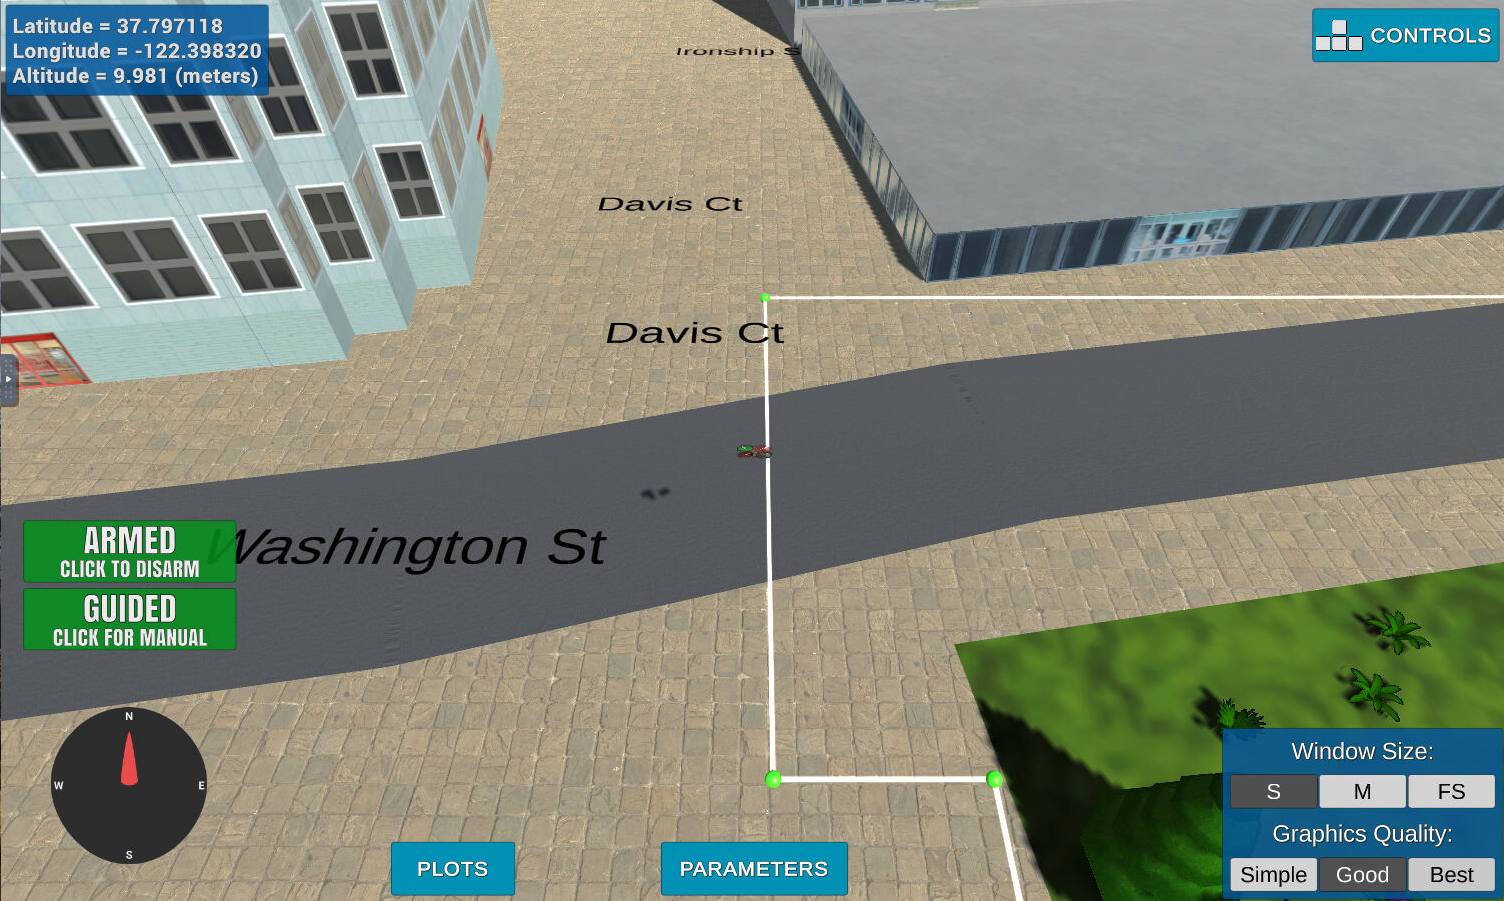 Latitude = 37.797118
Longitude = -122.398320
Altitude = 9.981 (meters)
CONTROLS
Ironship S
Davis Ct
Davis Ct
Washington St
ARMED
CLICK TO DISARM
GUIDED
CLICK FOR MANUAL
N
W
E
S
PLOTS
PARAMETERS
Window Size:
S M FS
Graphics Quality:
Simple Good Best